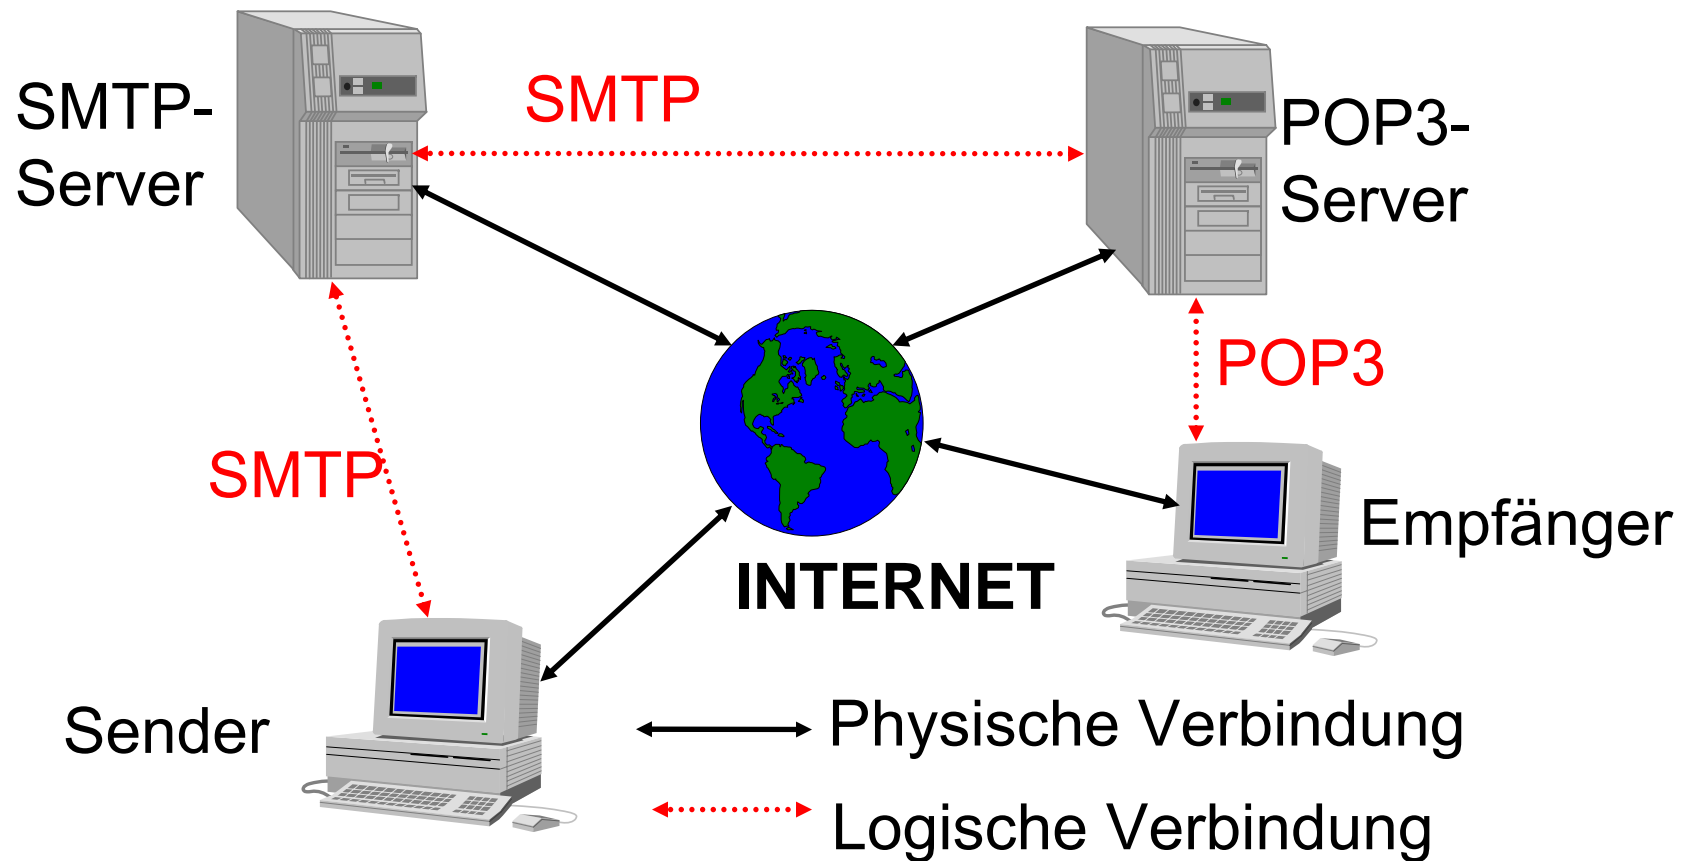 SMTP-
Server
SMTP
POP3-
Server
POP3
SMTP
Empfänger
INTERNET
Sender
Physische Verbindung
Logische Verbindung